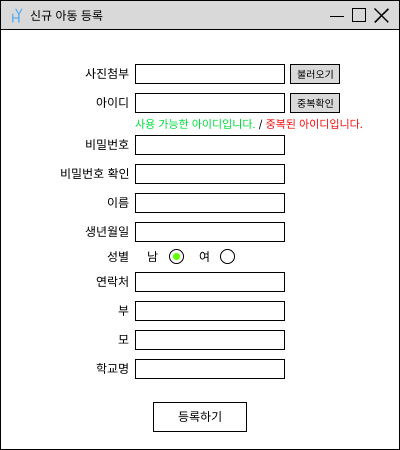 HY 신규 아동 등록
사진첨부 불러오기
아이디 중복확인
사용 가능한 아이디입니다. / 중복된 아이디입니다.
비밀번호
비밀번호 확인
이름
생년월일
성별 남 여
연락처
부
모
학교명
등록하기